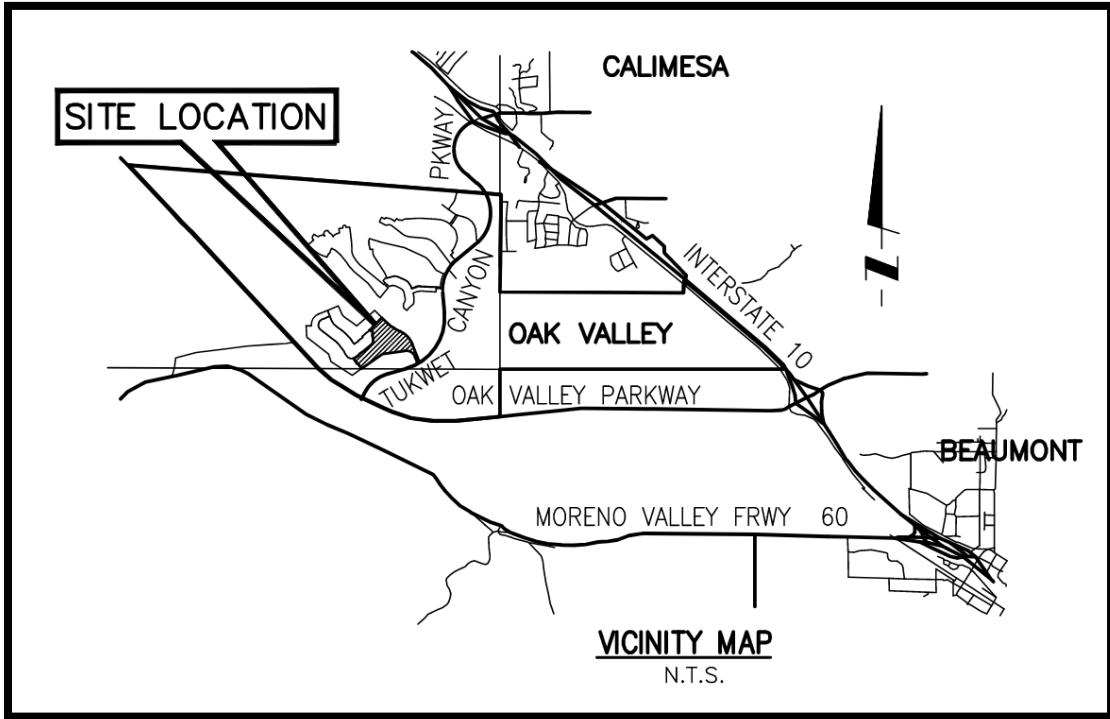 CALIMESA
SITE LOCATION
TUKWET CANYON PKWAY
INTERSTATE 10
N
OAK VALLEY
OAK VALLEY PARKWAY
BEAUMONT
MORENO VALLEY FRWY 60
VICINITY MAP
N.T.S.